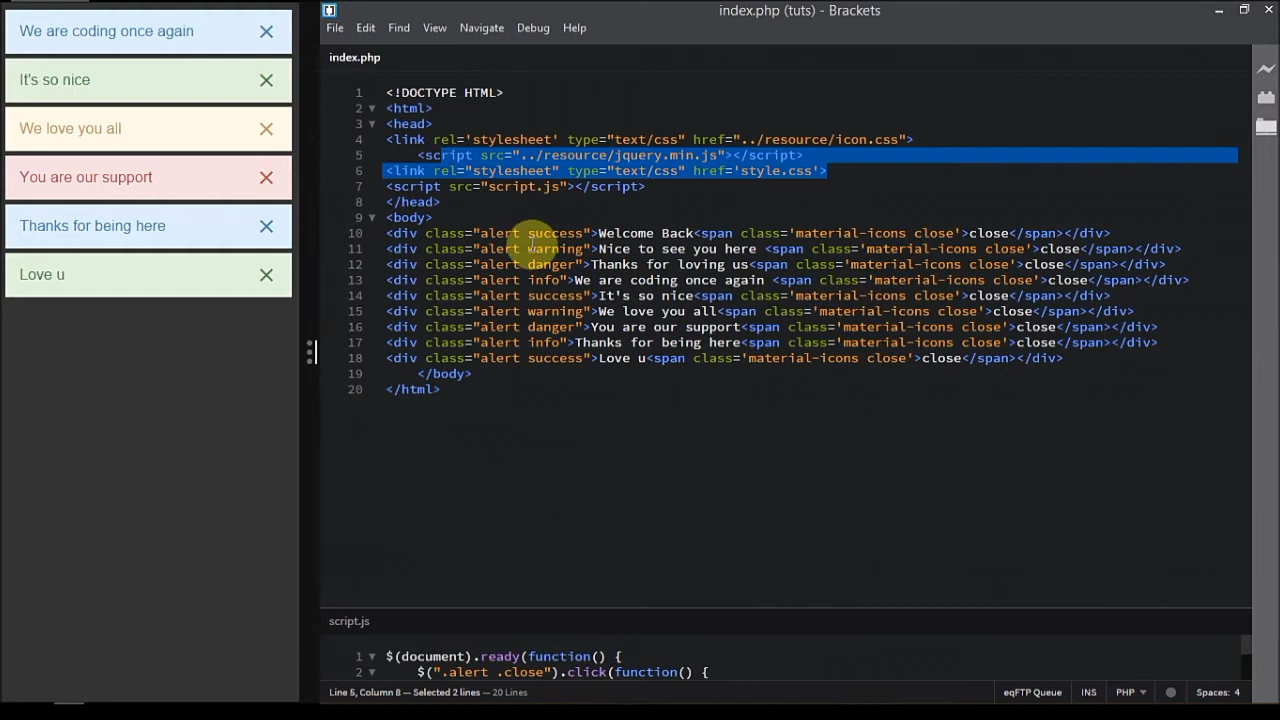 We are coding once again
It's so nice
We love you all
You are our support
Thanks for being here
Love u
index.php (tuts) - Brackets
File Edit Find View Navigate Debug Help
index.php
1 <!DOCTYPE HTML>
2 <html>
3 <head>
4 <link rel='stylesheet' type="text/css" href="../resource/icon.css">
5 <script src="../resource/jquery.min.js"></script>
6 <link rel="stylesheet" type="text/css" href='style.css'>
7 <script src="script.js"></script>
8 </head>
9 <body>
10 <div class="alert success">Welcome Back<span class='material-icons close'>close</span></div>
11 <div class="alert warning">Nice to see you here <span class='material-icons close'>close</span></div>
12 <div class="alert danger">Thanks for loving us<span class='material-icons close'>close</span></div>
13 <div class="alert info">We are coding once again <span class='material-icons close'>close</span></div>
14 <div class="alert success">It's so nice<span class='material-icons close'>close</span></div>
15 <div class="alert warning">We love you all<span class='material-icons close'>close</span></div>
16 <div class="alert danger">You are our support<span class='material-icons close'>close</span></div>
17 <div class="alert info">Thanks for being here<span class='material-icons close'>close</span></div>
18 <div class="alert success">Love u<span class='material-icons close'>close</span></div>
19 </body>
20 </html>
script.js
1 $(document).ready(function() {
2 $(".alert .close").click(function() {
Line 5, Column 8 — Selected 2 lines — 20 Lines
eqFTP Queue INS PHP Spaces: 4